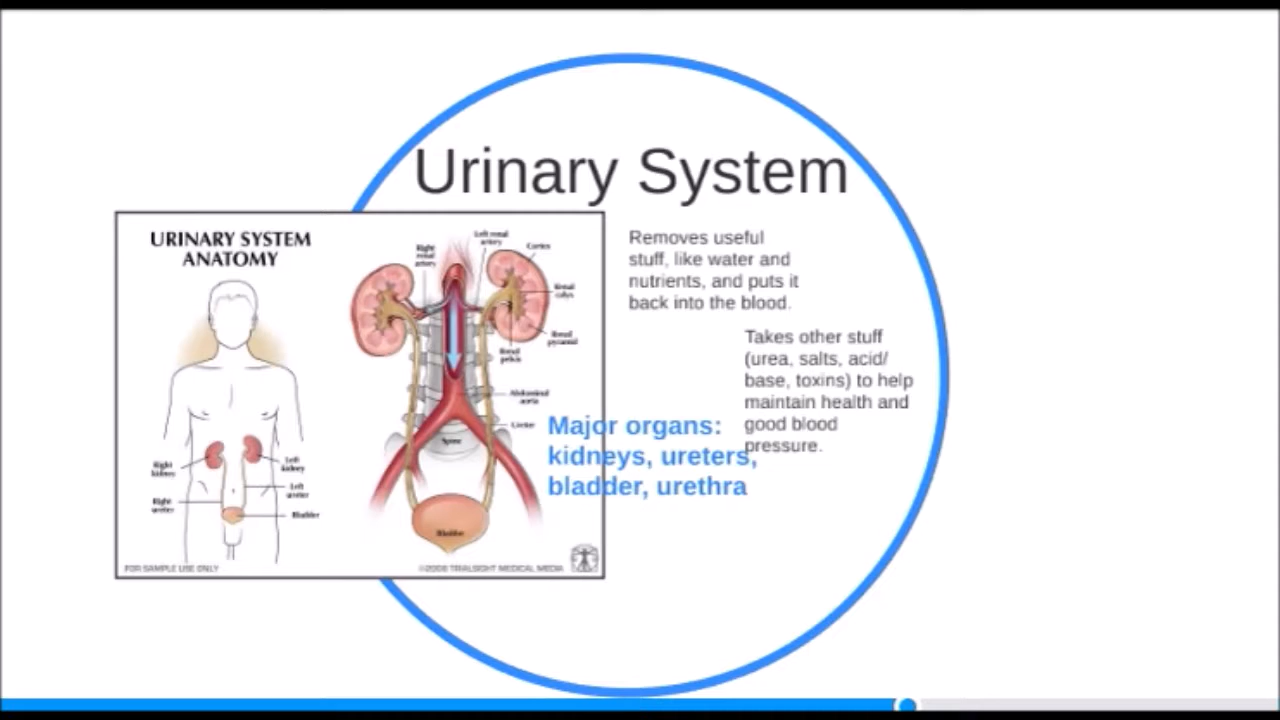 Urinary System
URINARY SYSTEM
ANATOMY
Right
kidney
Left
kidney
Right
ureter
Left
ureter
Bladder
FOR SAMPLE USE ONLY
Right
renal
artery
Left renal
artery
Cortex
Renal
calyx
Renal
pyramid
Renal
pelvis
Abdominal
aorta
Ureter
Spine
Bladder
©2008 TRIALSIGHT MEDICAL MEDIA
Removes useful
stuff, like water and
nutrients, and puts it
back into the blood.
Takes other stuff
(urea, salts, acid/
base, toxins) to help
maintain health and
good blood
pressure.
Major organs:
kidneys, ureters,
bladder, urethra